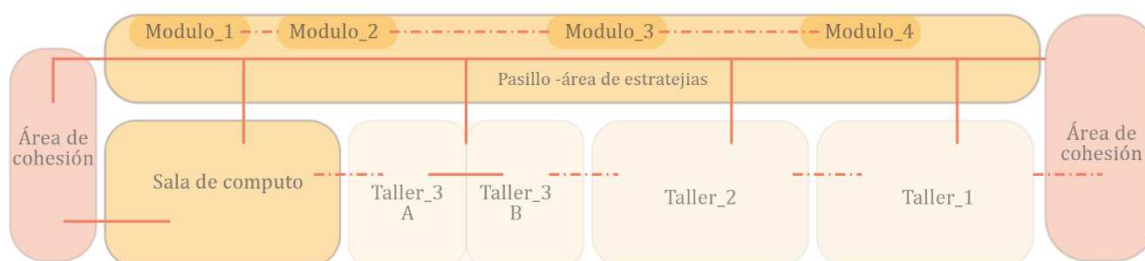 Modulo_1
Modulo_2
Modulo_3
Modulo_4
Pasillo -área de estratejias
Área de
cohesión
Sala de computo
Taller_3
A
Taller_3
B
Taller_2
Taller_1
Área de
cohesión